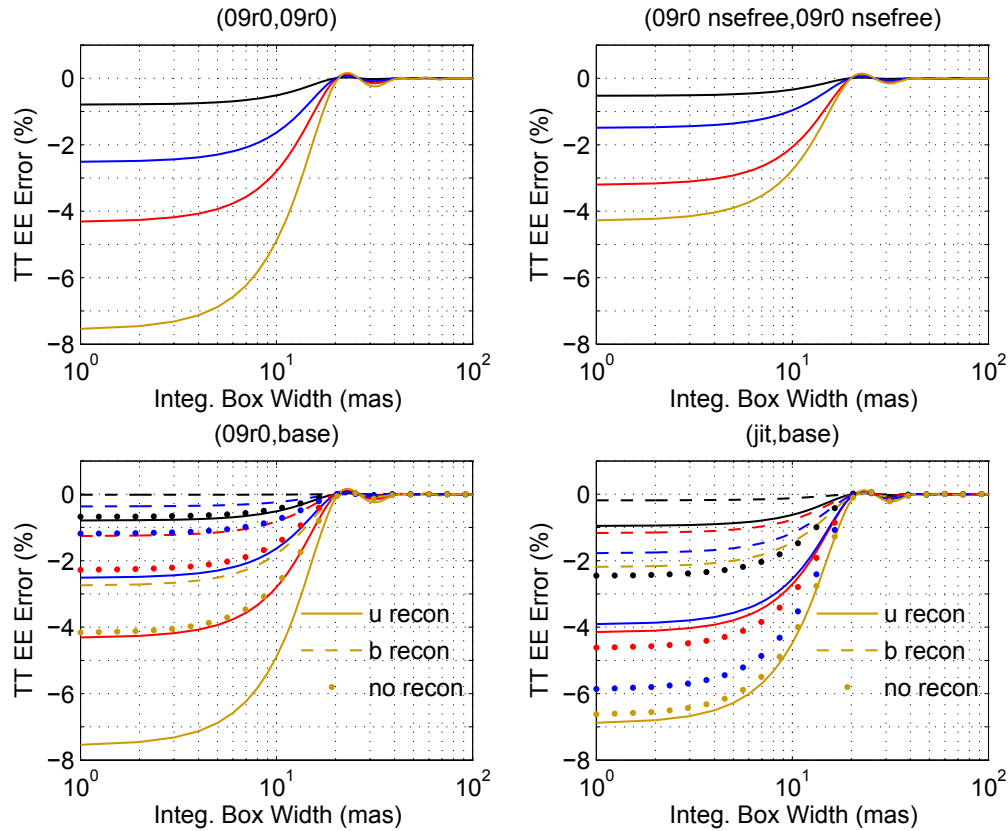 (09r0,09r0)
0
−2
−4
−6
−8
TT EE Error (%)
10^0 10^1 10^2
Integ. Box Width (mas)
(09r0 nsefree,09r0 nsefree)
0
−2
−4
−6
−8
TT EE Error (%)
10^0 10^1 10^2
Integ. Box Width (mas)
(09r0,base)
0
−2
−4
−6
−8
TT EE Error (%)
u recon
b recon
no recon
10^0 10^1 10^2
Integ. Box Width (mas)
(jit,base)
0
−2
−4
−6
−8
TT EE Error (%)
u recon
b recon
no recon
10^0 10^1 10^2
Integ. Box Width (mas)